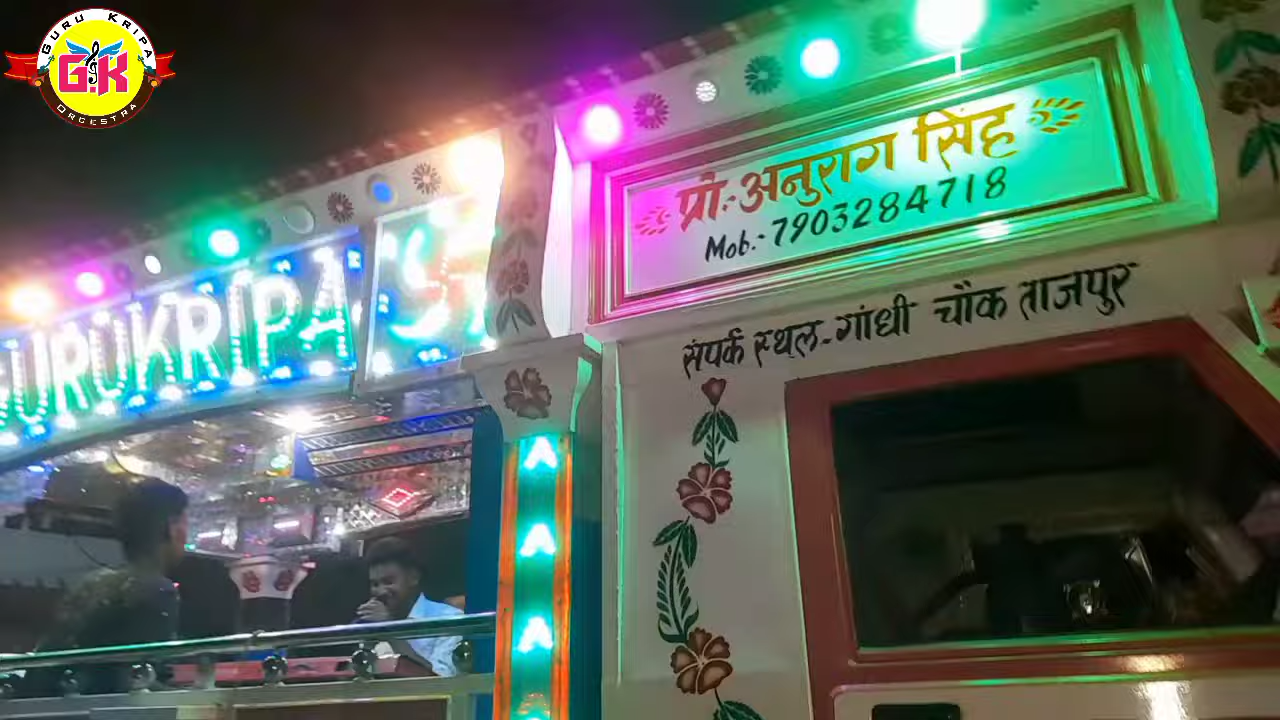 GURU KRIPA
G K
ORCESTRA
GURUKRIPA'S
प्रो:-अनुराग सिंह
Mob.-7903284718
संपर्क स्थल-गांधी चौक ताजपुर